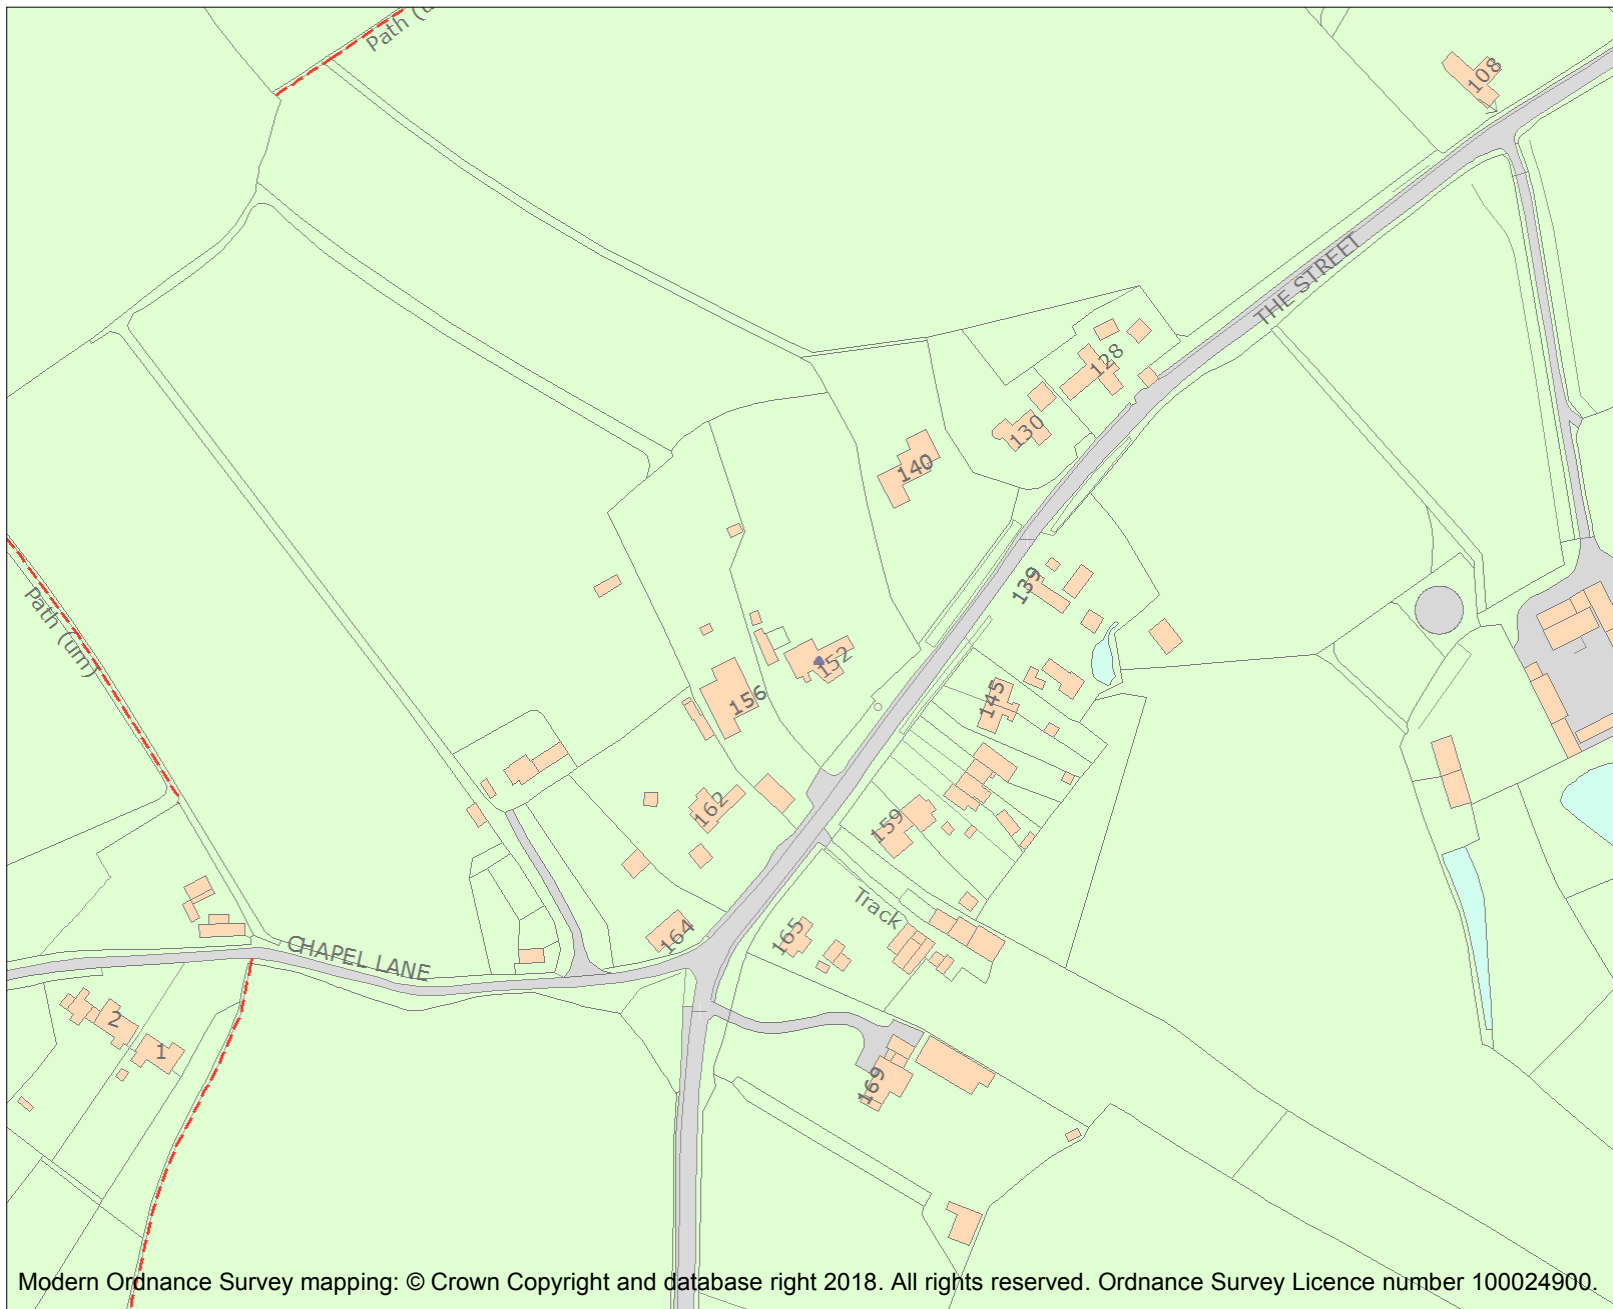 Path (u
108
THE STREET
128
130
140
139
Path (um)
152
145
156
162
159
Track
164
165
CHAPEL LANE
2
1
169
Modern Ordnance Survey mapping: © Crown Copyright and database right 2018. All rights reserved. Ordnance Survey Licence number 100024900.